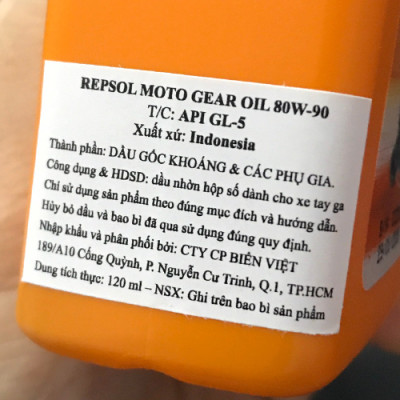 REPSOL MOTO GEAR OIL 80W-90
T/C: API GL-5
Xuất xứ: Indonesia
Thành phần: DẦU GỐC KHOÁNG & CÁC PHỤ GIA.
Công dụng & HDSD: dầu nhờn hộp số dành cho xe tay ga
Chỉ sử dụng sản phẩm theo đúng mục đích và hướng dẫn.
Hủy bỏ dầu và bao bì đã qua sử dụng đúng quy định.
Nhập khẩu và phân phối bởi: CTY CP BIỂN VIỆT
189/A10 Cống Quỳnh, P. Nguyễn Cư Trinh, Q.1, TP.HCM
Dung tích thực: 120 ml – NSX: Ghi trên bao bì sản phẩm